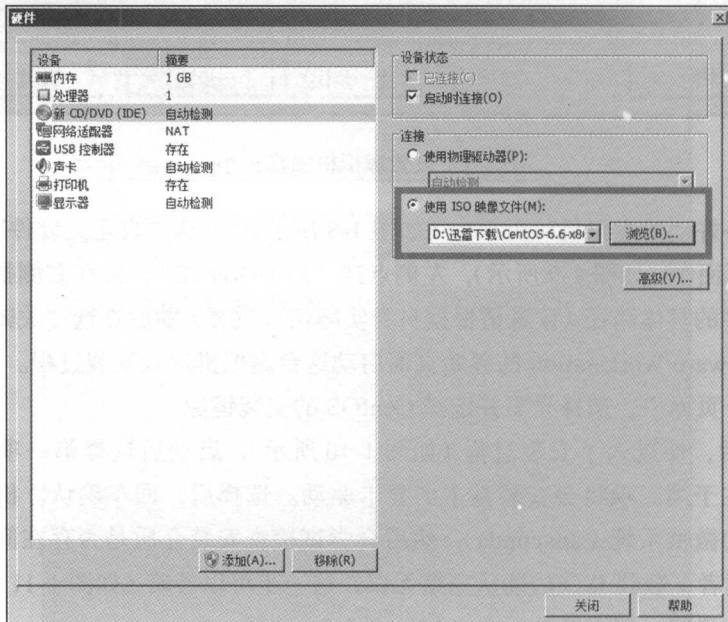 硬件
设备 摘要
内存 1 GB
处理器 1
新 CD/DVD (IDE) 自动检测
网络适配器 NAT
USB 控制器 存在
声卡 自动检测
打印机 存在
显示器 自动检测
添加(A)... 移除(R)
设备状态
已连接(C)
启动时连接(O)
连接
使用物理驱动器(P):
自动检测
使用 ISO 映像文件(M):
D:\迅雷下载\CentOS-6.6-x8 浏览(B)...
高级(V)...
关闭 帮助